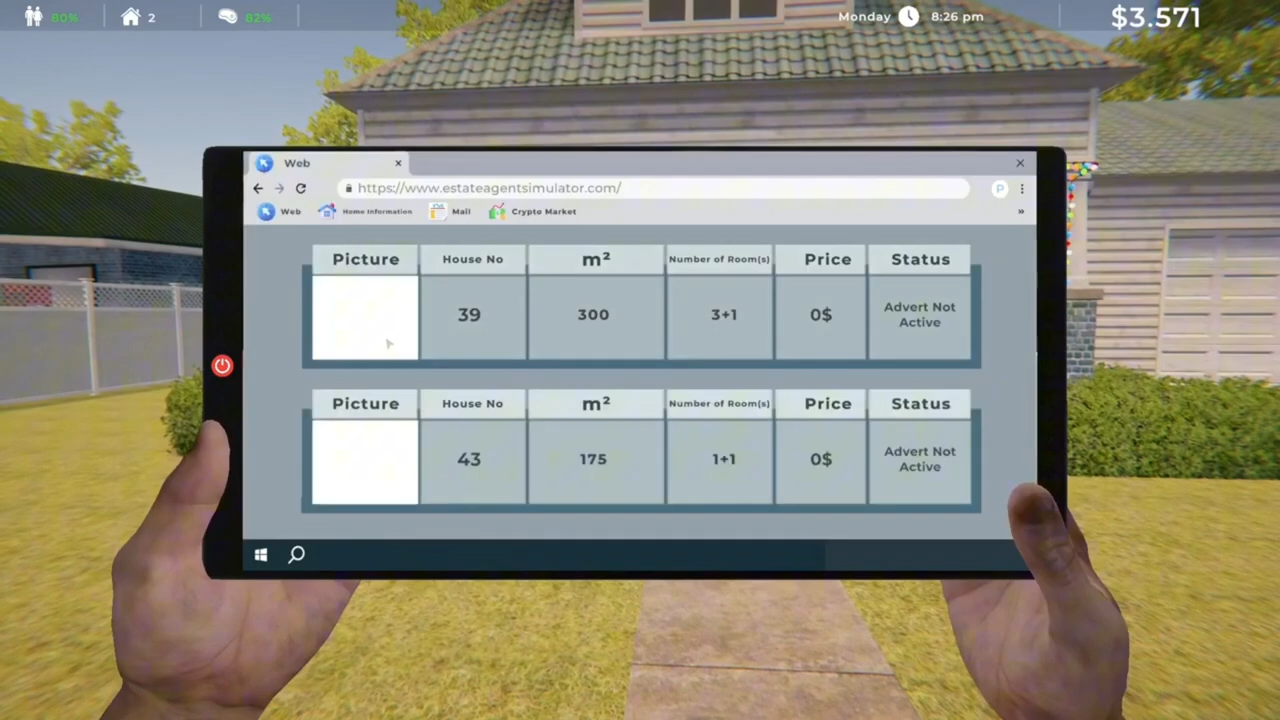 80%
2
82%
Monday 8:26 pm
$3.571
Web
https://www.estateagentsimulator.com/
P
Web Home Information Mail Crypto Market
Picture House No m² Number of Room(s) Price Status
39 300 3+1 0$ Advert Not
Active
Picture House No m² Number of Room(s) Price Status
43 175 1+1 0$ Advert Not
Active